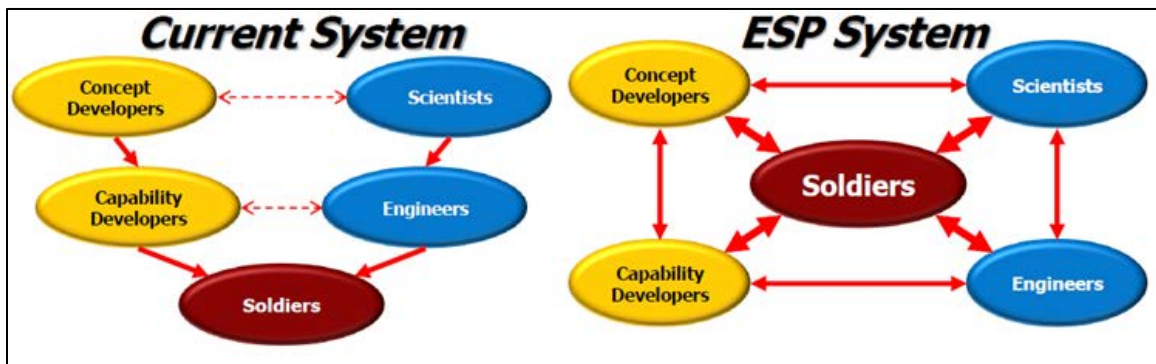 Current System
Concept
Developers
Scientists
Capability
Developers
Engineers
Soldiers
ESP System
Concept
Developers
Scientists
Soldiers
Capability
Developers
Engineers